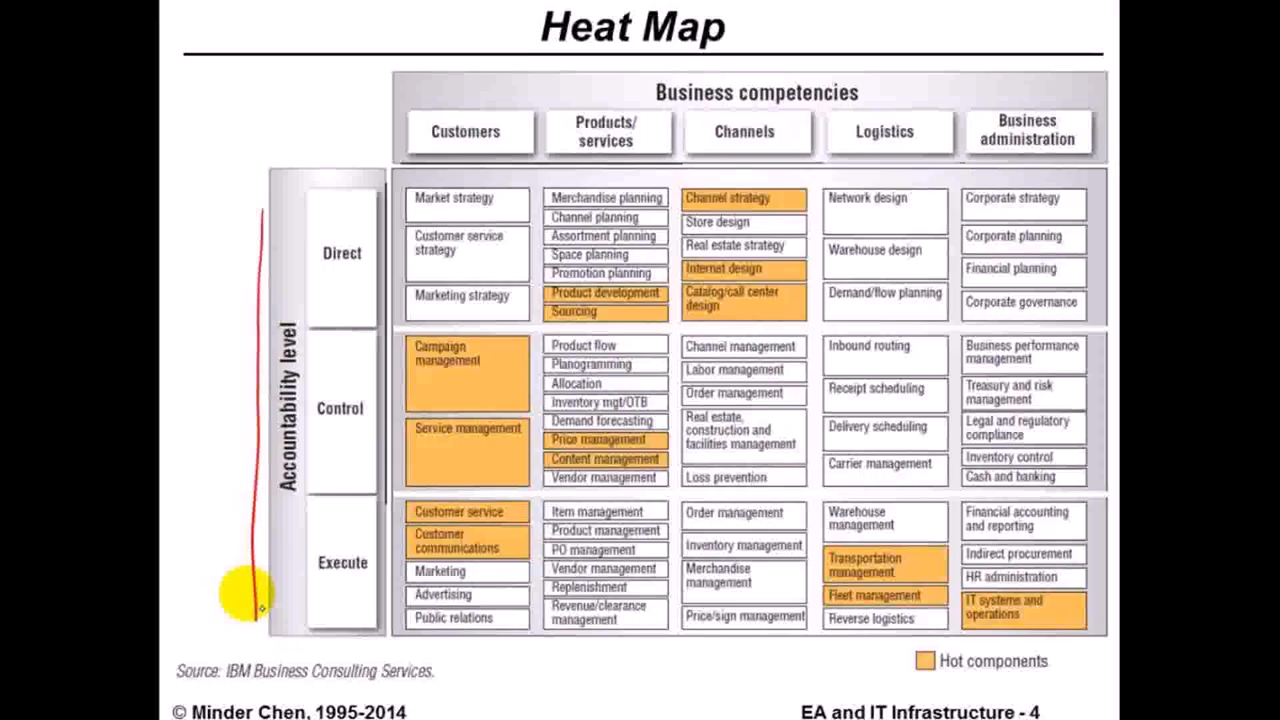 Heat Map
Business competencies
Customers
Products/
services
Channels
Logistics
Business
administration
Accountability level
Direct
Market strategy
Customer service
strategy
Marketing strategy
Merchandise planning
Channel planning
Assortment planning
Space planning
Promotion planning
Product development
Sourcing
Channel strategy
Store design
Real estate strategy
Internet design
Catalog/call center
design
Network design
Warehouse design
Demand/flow planning
Corporate strategy
Corporate planning
Financial planning
Corporate governance
Control
Campaign
management
Service management
Product flow
Planogramming
Allocation
Inventory mgt/OTB
Demand forecasting
Price management
Content management
Vendor management
Channel management
Labor management
Order management
Real estate,
construction and
facilities management
Loss prevention
Inbound routing
Receipt scheduling
Delivery scheduling
Carrier management
Business performance
management
Treasury and risk
management
Legal and regulatory
compliance
Inventory control
Cash and banking
Execute
Customer service
Customer
communications
Marketing
Advertising
Public relations
Item management
Product management
PO management
Vendor management
Replenishment
Revenue/clearance
management
Order management
Inventory management
Merchandise
management
Price/sign management
Warehouse
management
Transportation
management
Fleet management
Reverse logistics
Financial accounting
and reporting
Indirect procurement
HR administration
IT systems and
operations
Hot components
Source: IBM Business Consulting Services.
© Minder Chen, 1995-2014
EA and IT Infrastructure - 4